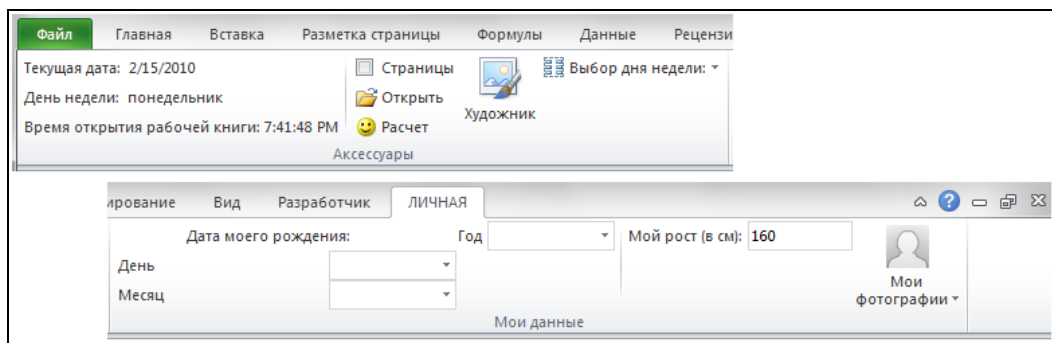 Файл Главная Вставка Разметка страницы Формулы Данные Рецензи
Текущая дата: 2/15/2010 Страницы Выбор дня недели:
День недели: понедельник Открыть
Художник
Время открытия рабочей книги: 7:41:48 PM Расчет
Аксессуары
ирование Вид Разработчик ЛИЧНАЯ
Дата моего рождения: Год Мой рост (в см): 160
День
Мои
Месяц
фотографии
Мои данные